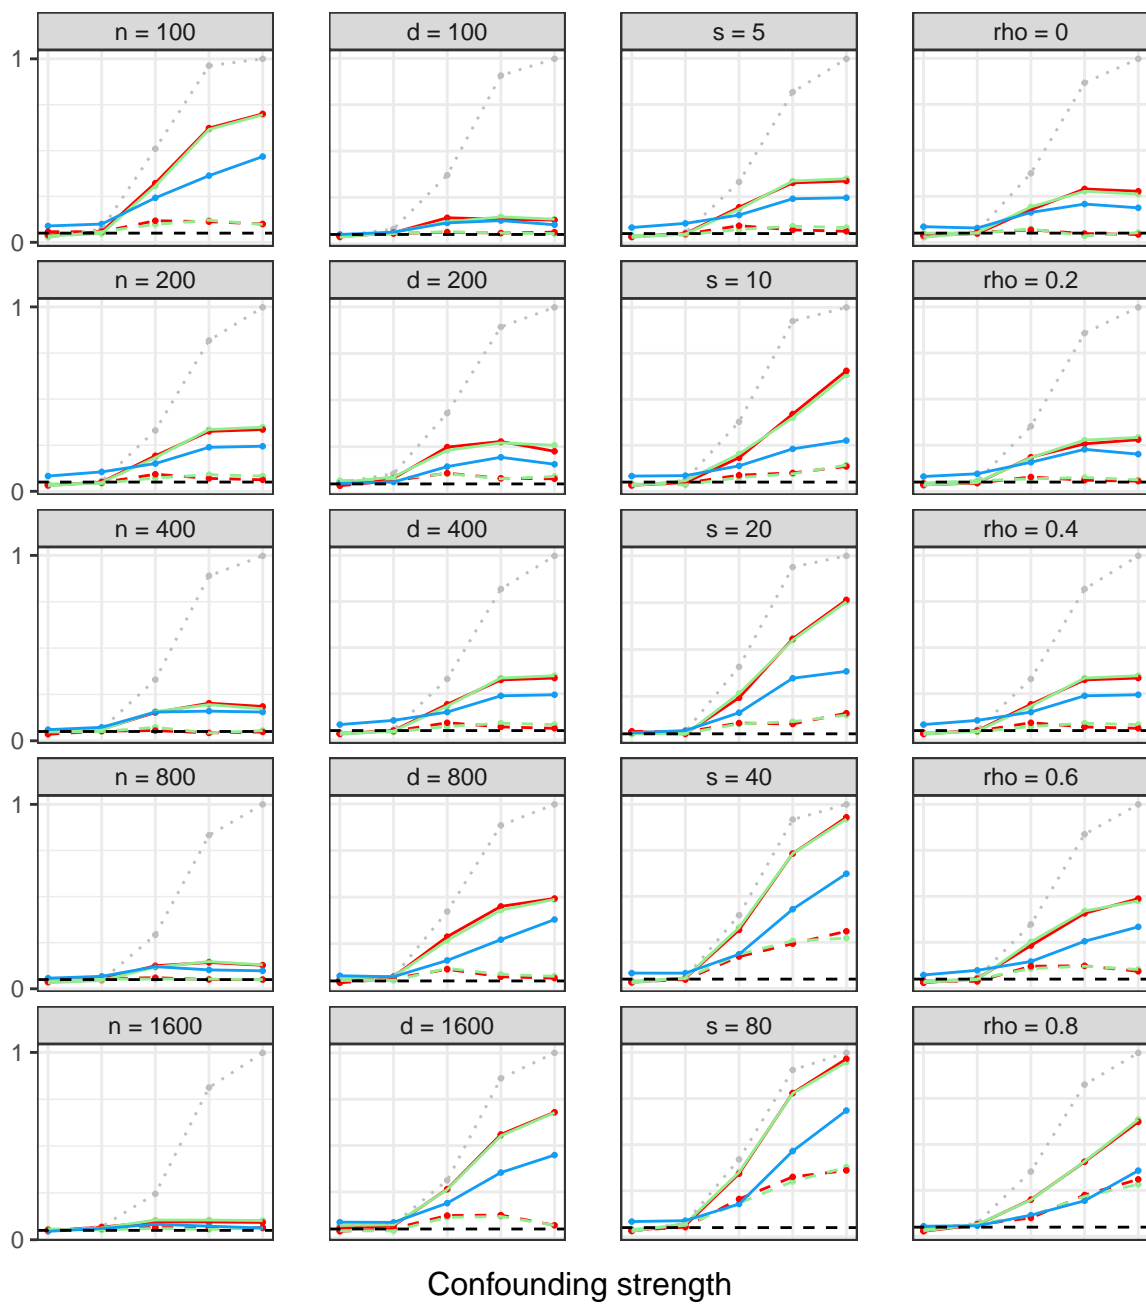 n = 100
d = 100
s = 5
rho = 0
1
0
n = 200
d = 200
s = 10
rho = 0.2
1
0
n = 400
d = 400
s = 20
rho = 0.4
1
0
n = 800
d = 800
s = 40
rho = 0.6
1
0
n = 1600
d = 1600
s = 80
rho = 0.8
1
0
Confounding strength